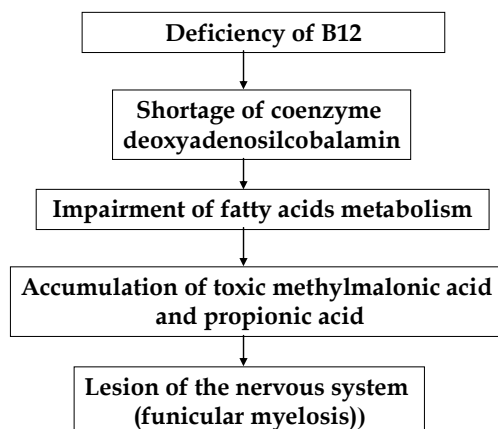 Deficiency of B12
Shortage of coenzyme
deoxyadenosilcobalamin
Impairment of fatty acids metabolism
Accumulation of toxic methylmalonic acid
and propionic acid
Lesion of the nervous system
(funicular myelosis))